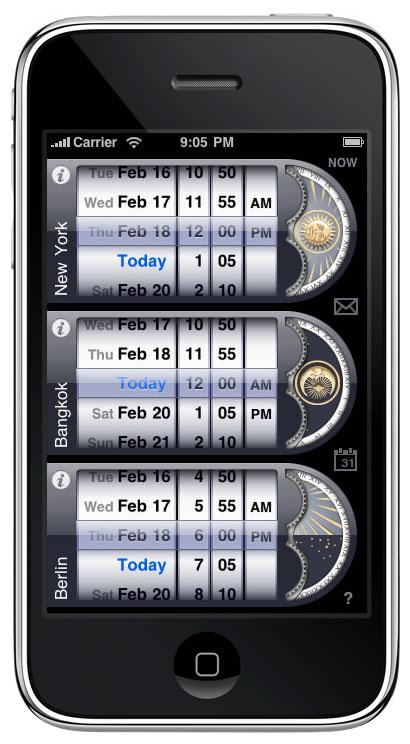 Carrier 9:05 PM
NOW
New York
Tue Feb 16 10 50
Wed Feb 17 11 55 AM
Thu Feb 18 12 00 PM
Today 1 05
Sat Feb 20 2 10
Bangkok
Wed Feb 17 10 50
Thu Feb 18 11 55
Today 12 00 AM
Sat Feb 20 1 05 PM
Sun Feb 21 2 10
31
Berlin
Tue Feb 16 4 50
Wed Feb 17 5 55 AM
Thu Feb 18 6 00 PM
Today 7 05
Sat Feb 20 8 10
?